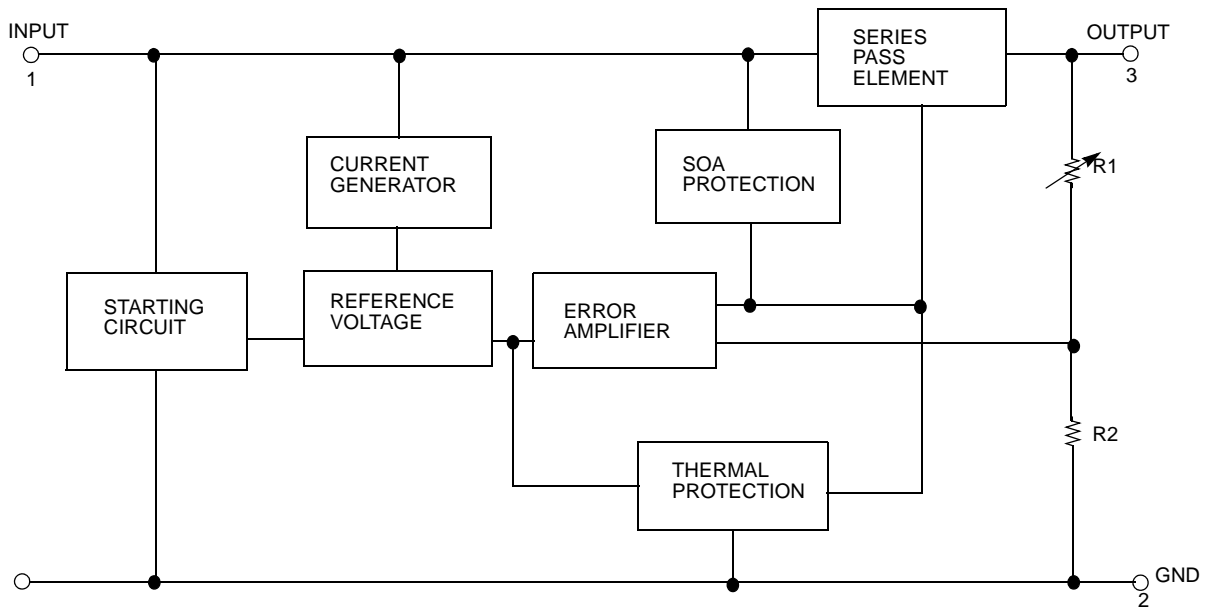 INPUT
1
SERIES
PASS
ELEMENT
OUTPUT
3
CURRENT
GENERATOR
SOA
PROTECTION
R1
STARTING
CIRCUIT
REFERENCE
VOLTAGE
ERROR
AMPLIFIER
R2
THERMAL
PROTECTION
GND
2